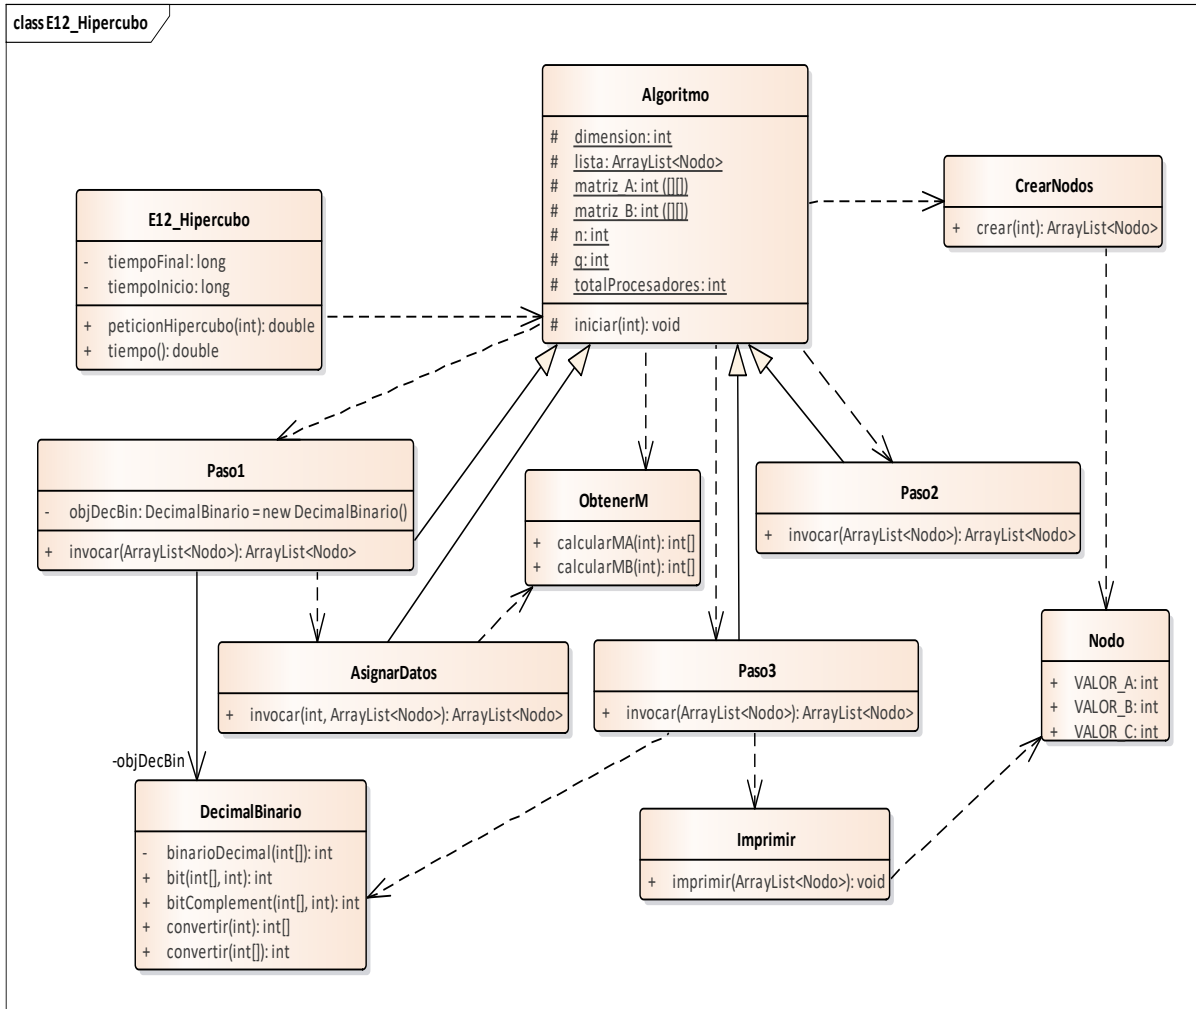 class E12_Hipercubo
Algoritmo
# dimension: int
# lista: ArrayList<Nodo>
# matriz_A: int ([][])
# matriz_B: int ([][])
# n: int
# q: int
# totalProcesadores: int
# iniciar(int): void
CrearNodos
+ crear(int): ArrayList<Nodo>
E12_Hipercubo
- tiempoFinal: long
- tiempoInicio: long
+ peticionHipercubo(int): double
+ tiempo(): double
Paso1
- objDecBin: DecimalBinario = new DecimalBinario()
+ invocar(ArrayList<Nodo>): ArrayList<Nodo>
ObtenerM
+ calcularMA(int): int[]
+ calcularMB(int): int[]
Paso2
+ invocar(ArrayList<Nodo>): ArrayList<Nodo>
AsignarDatos
+ invocar(int, ArrayList<Nodo>): ArrayList<Nodo>
Paso3
+ invocar(ArrayList<Nodo>): ArrayList<Nodo>
Nodo
+ VALOR_A: int
+ VALOR_B: int
+ VALOR_C: int
-objDecBin
DecimalBinario
- binarioDecimal(int[]): int
+ bit(int[], int): int
+ bitComplement(int[], int): int
+ convertir(int): int[]
+ convertir(int[]): int
Imprimir
+ imprimir(ArrayList<Nodo>): void